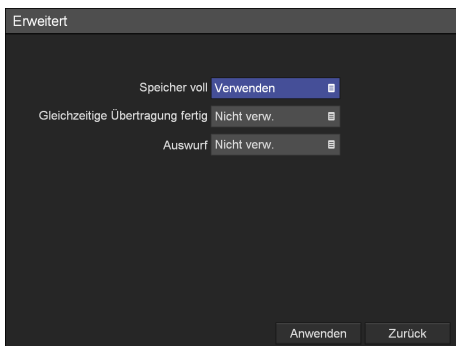 Erweitert
Speicher voll Verwenden
Gleichzeitige Übertragung fertig Nicht verw.
Auswurf Nicht verw.
Anwenden Zurück